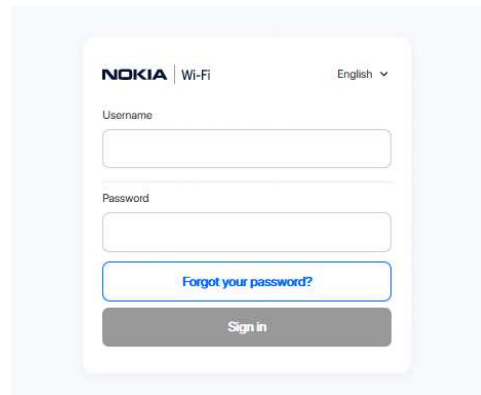 NOKIA Wi-Fi English
Username
Password
Forgot your password?
Sign in